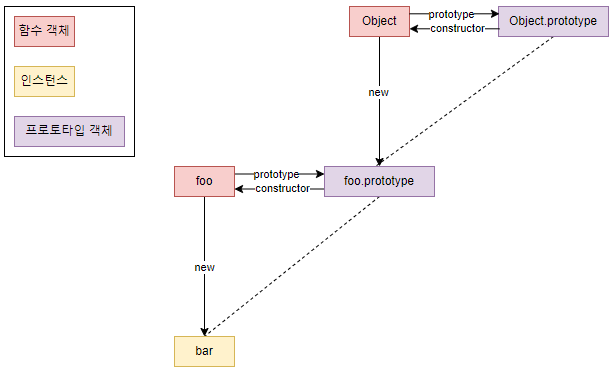 함수 객체
인스턴스
프로토타입 객체
Object
prototype
constructor
Object.prototype
new
foo
prototype
constructor
foo.prototype
new
bar